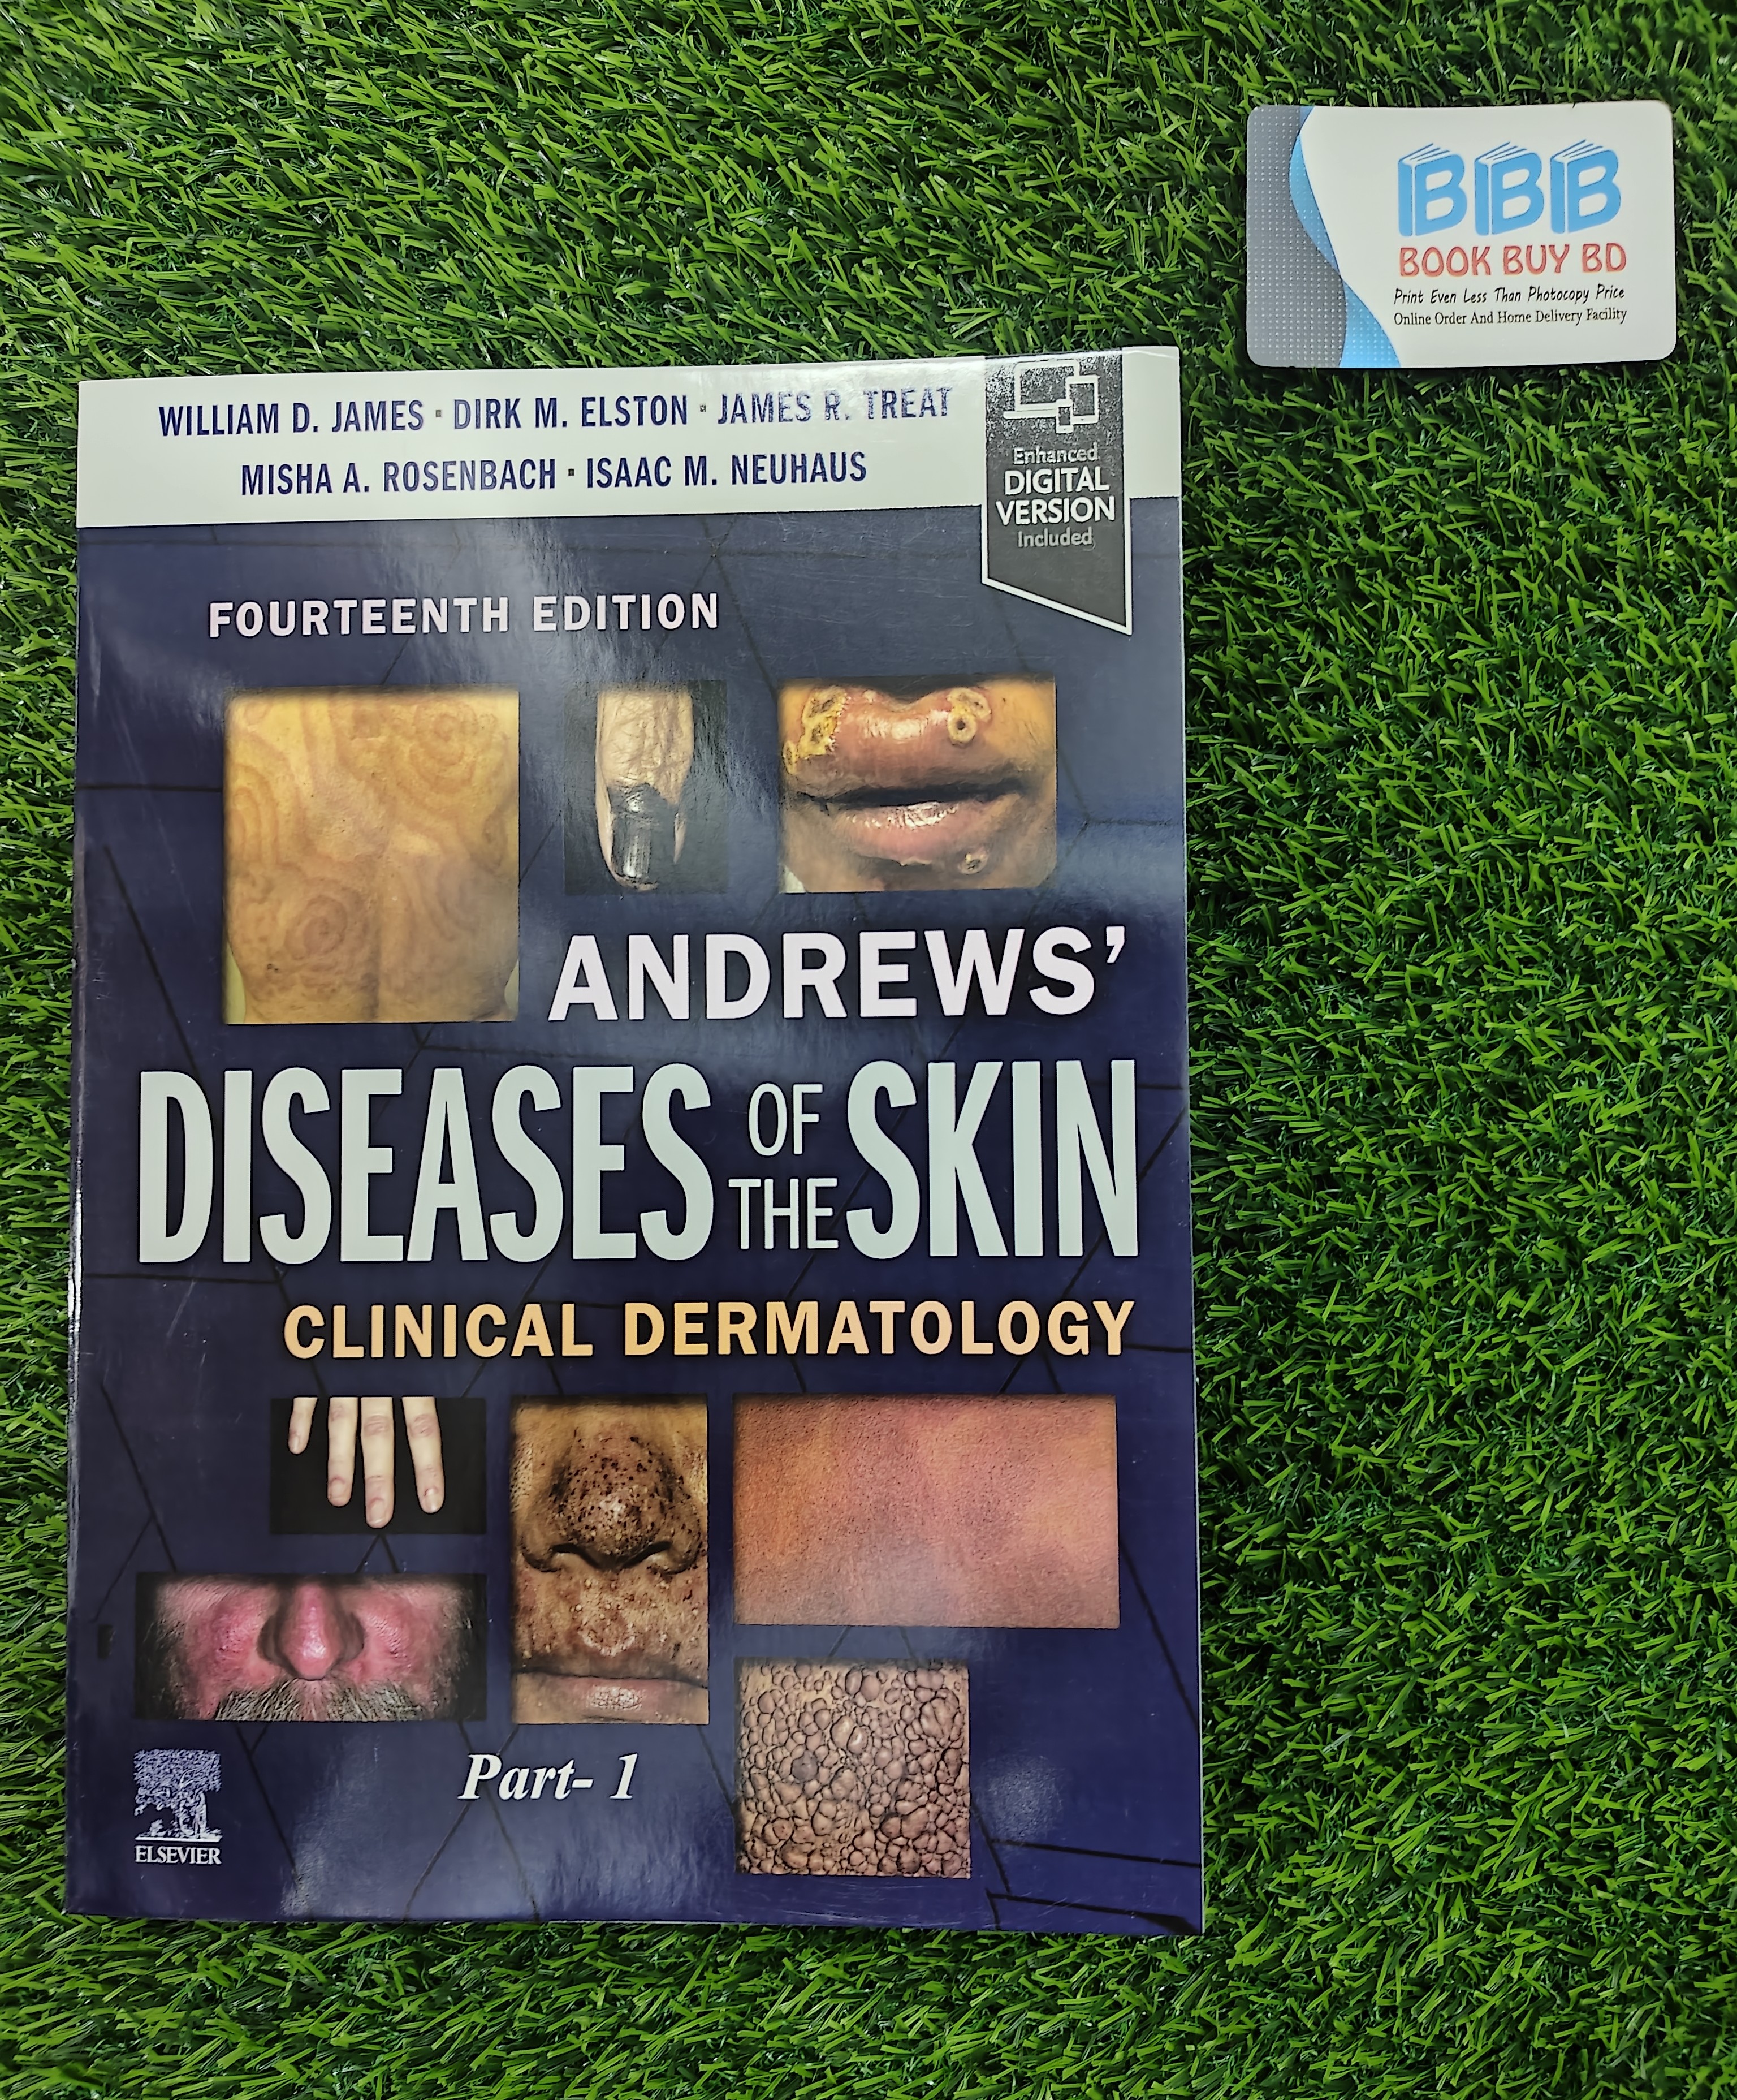 BBB
BOOK BUY BD
Print Even Less Than Photocopy Price
Online Order And Home Delivery Facility
WILLIAM D. JAMES ▪ DIRK M. ELSTON ▪ JAMES R. TREAT
MISHA A. ROSENBACH ▪ ISAAC M. NEUHAUS
Enhanced
DIGITAL
VERSION
Included
FOURTEENTH EDITION
ANDREWS’
DISEASES OF THE SKIN
CLINICAL DERMATOLOGY
Part- 1
ELSEVIER